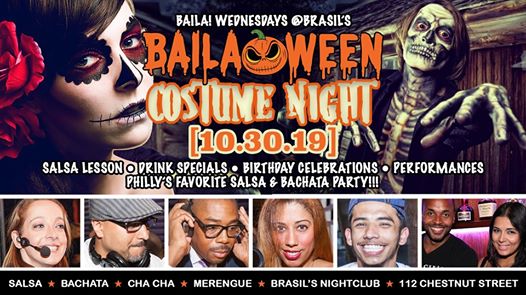 BAILA! WEDNESDAYS @BRASIL'S
BAILAOWEEN
COSTUME NIGHT
[10.30.19]
SALSA LESSON • DRINK SPECIALS • BIRTHDAY CELEBRATIONS • PERFORMANCES
PHILLY'S FAVORITE SALSA & BACHATA PARTY!!!
SALSA ★ BACHATA ★ CHA CHA ★ MERENGUE ★ BRASIL'S NIGHTCLUB ★ 112 CHESTNUT STREET